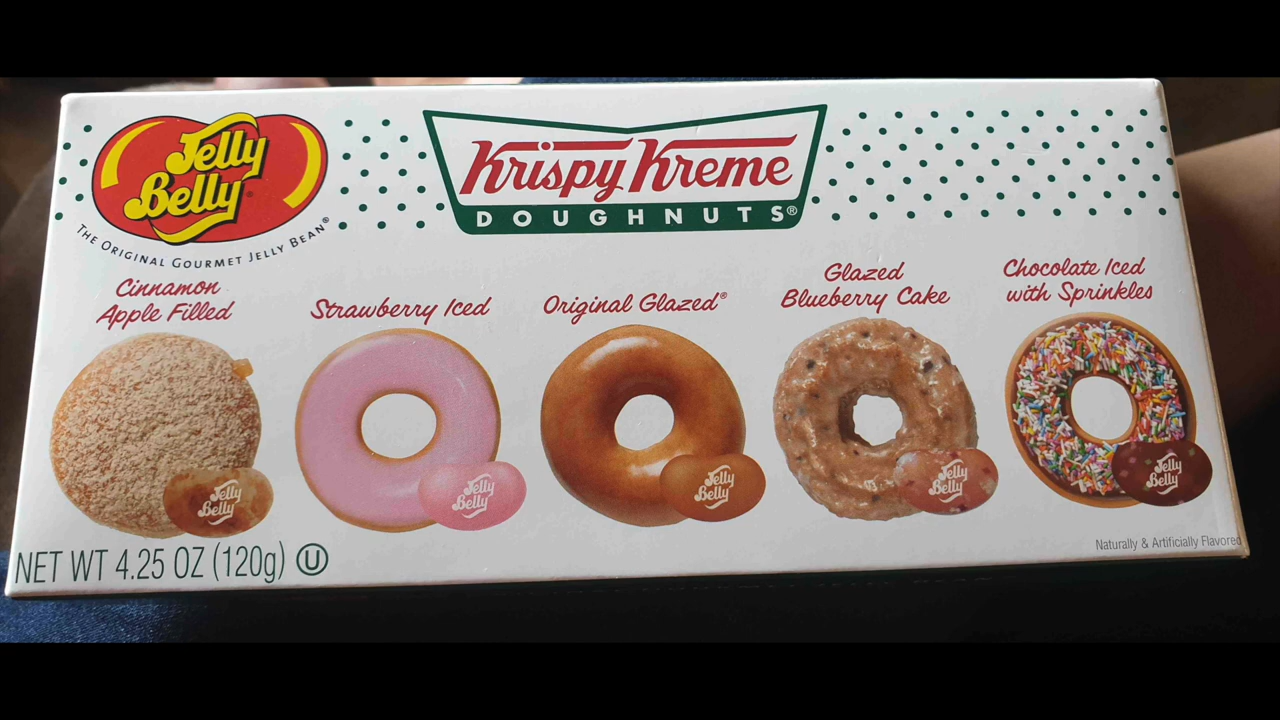 Jelly
Belly®
THE ORIGINAL GOURMET JELLY BEAN®
Krispy Kreme
DOUGHNUTS®
Cinnamon
Apple Filled
Strawberry Iced
Original Glazed®
Glazed
Blueberry Cake
Chocolate Iced
with Sprinkles
Jelly
Belly
Jelly
Belly
Jelly
Belly
Jelly
Belly
Jelly
Belly
NET WT 4.25 OZ (120g) U
Naturally & Artificially Flavored